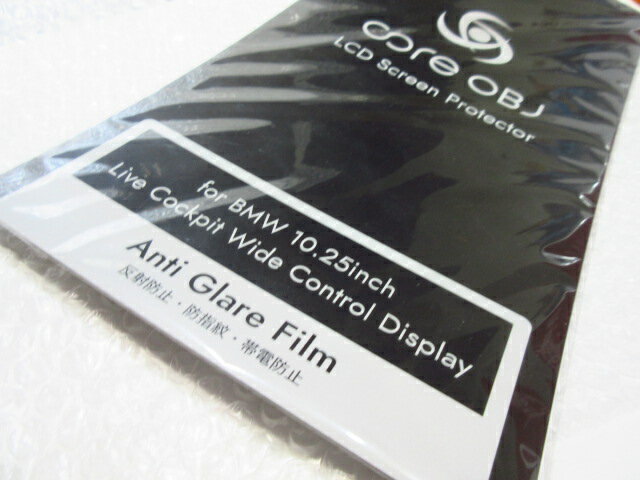 core OBJ
LCD Screen Protector
for BMW 10.25inch
Live Cockpit Wide Control Display
Anti Glare Film
反射防止・防指紋・帯電防止